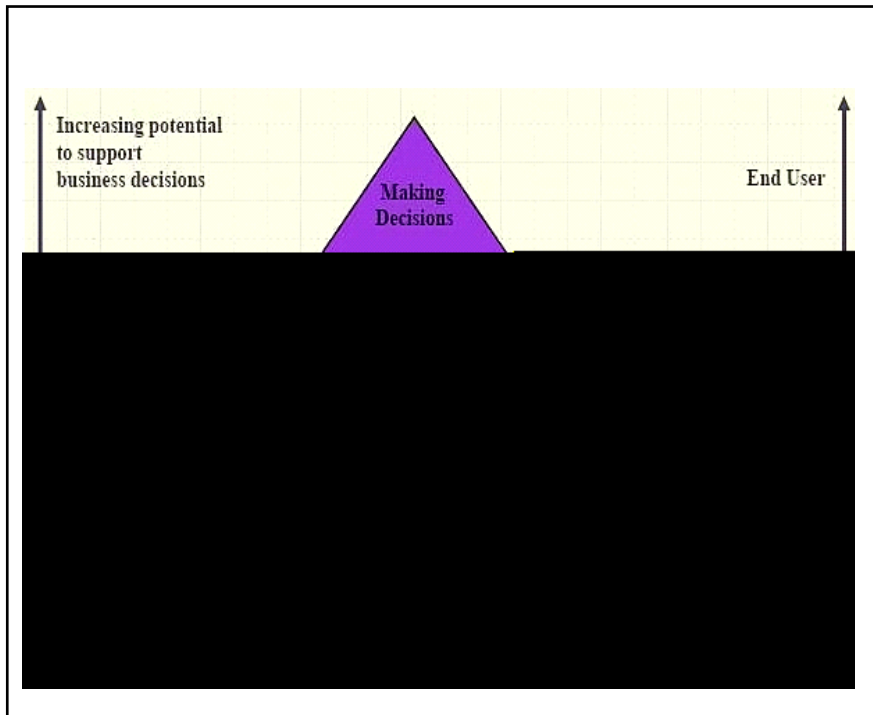 Increasing potential
to support
business decisions
Making
Decisions
End User